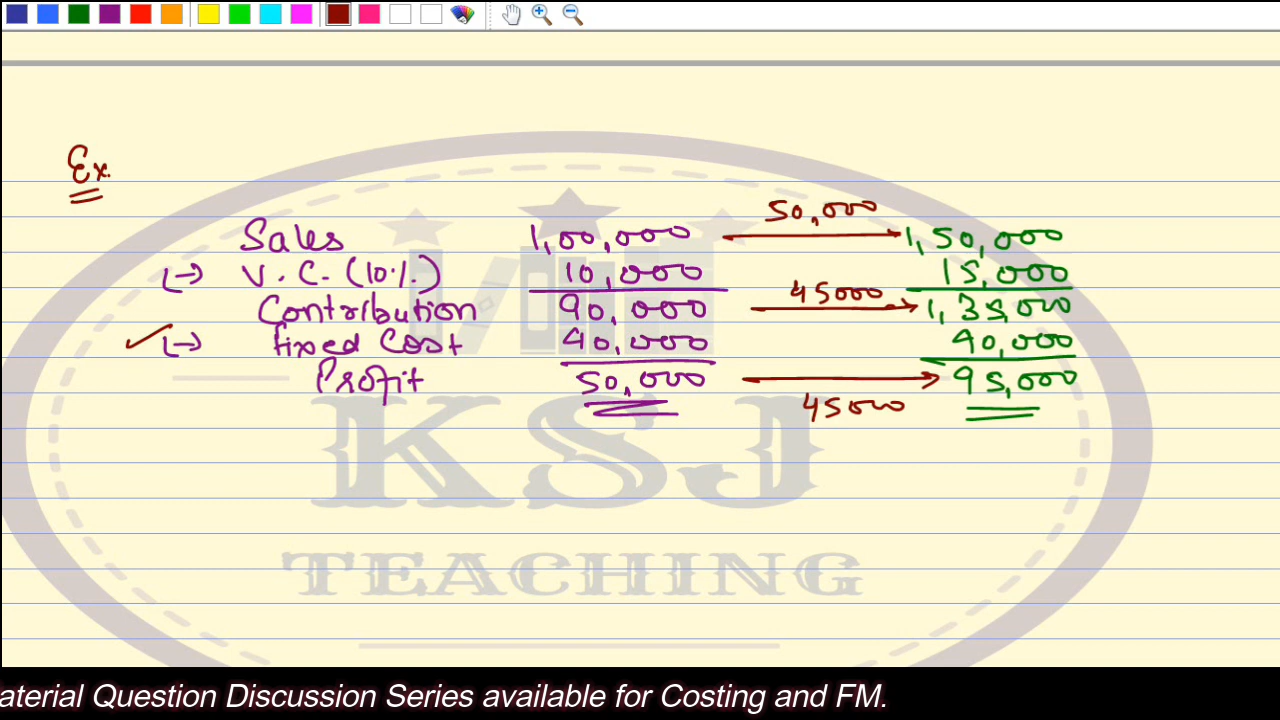 Ex.
50,000
Sales 1,00,000 1,50,000
(-) V.C. (10%) 10,000 15,000
45000
Contribution 90,000 1,35,000
(-) Fixed Cost 40,000 40,000
Profit 50,000 95,000
45000
KSJ
TEACHING
aterial Question Discussion Series available for Costing and FM.